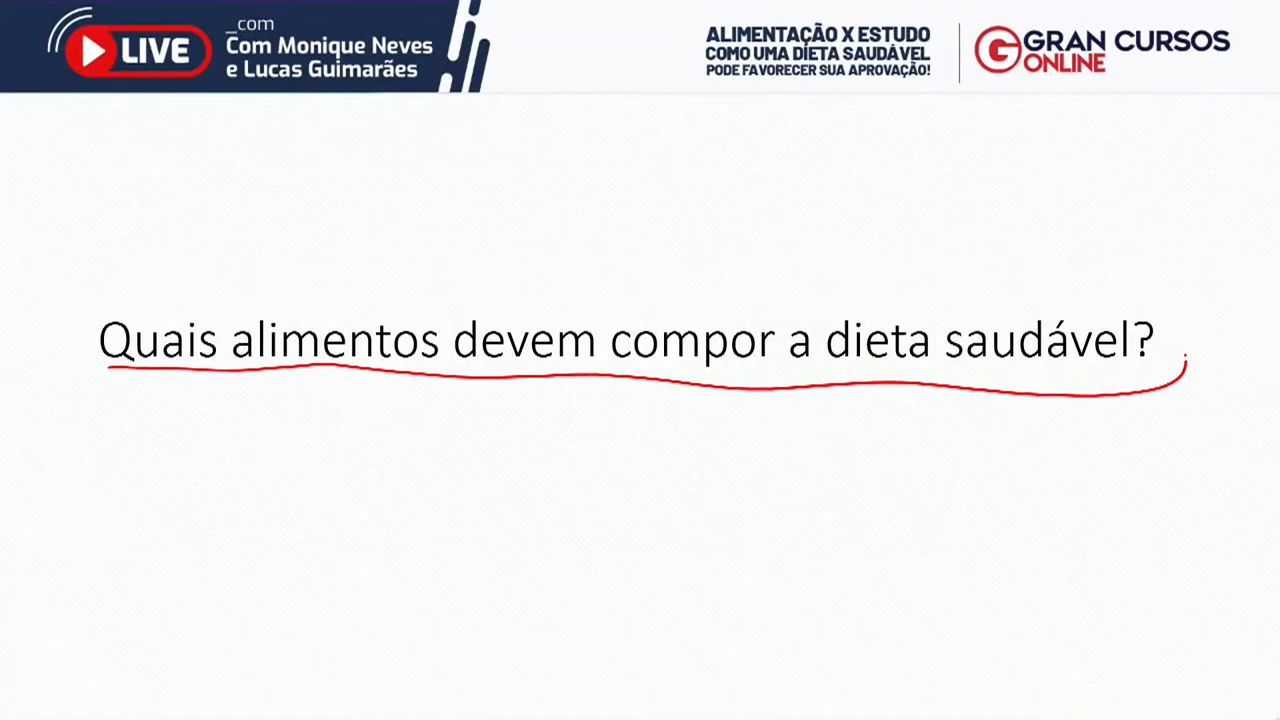 _com
LIVE
Com Monique Neves
e Lucas Guimarães
ALIMENTAÇÃO X ESTUDO
COMO UMA DIETA SAUDÁVEL
PODE FAVORECER SUA APROVAÇÃO!
G GRAN CURSOS
ONLINE
Quais alimentos devem compor a dieta saudável?